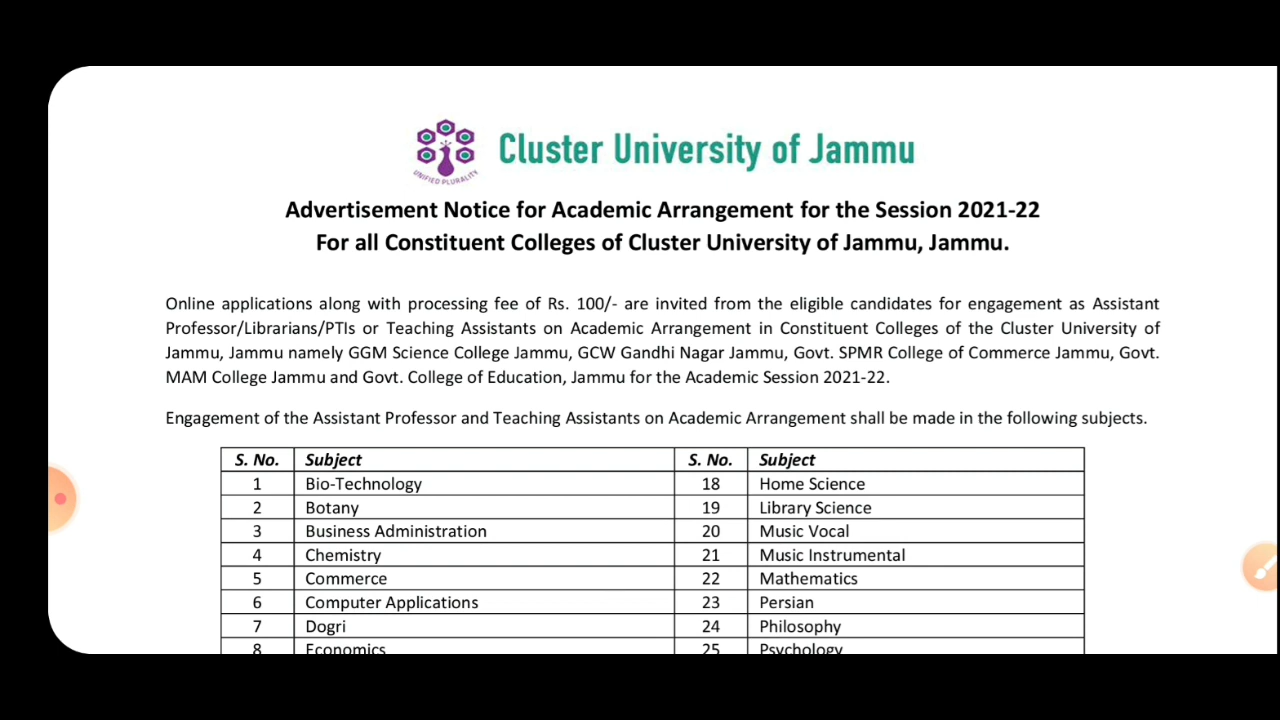 UNIFIED PLURALITY
Cluster University of Jammu
Advertisement Notice for Academic Arrangement for the Session 2021-22
For all Constituent Colleges of Cluster University of Jammu, Jammu.
Online applications along with processing fee of Rs. 100/- are invited from the eligible candidates for engagement as Assistant
Professor/Librarians/PTIs or Teaching Assistants on Academic Arrangement in Constituent Colleges of the Cluster University of
Jammu, Jammu namely GGM Science College Jammu, GCW Gandhi Nagar Jammu, Govt. SPMR College of Commerce Jammu, Govt.
MAM College Jammu and Govt. College of Education, Jammu for the Academic Session 2021-22.
Engagement of the Assistant Professor and Teaching Assistants on Academic Arrangement shall be made in the following subjects.
S. No. Subject S. No. Subject
1 Bio-Technology 18 Home Science
2 Botany 19 Library Science
3 Business Administration 20 Music Vocal
4 Chemistry 21 Music Instrumental
5 Commerce 22 Mathematics
6 Computer Applications 23 Persian
7 Dogri 24 Philosophy
8 Economics 25 Psychology